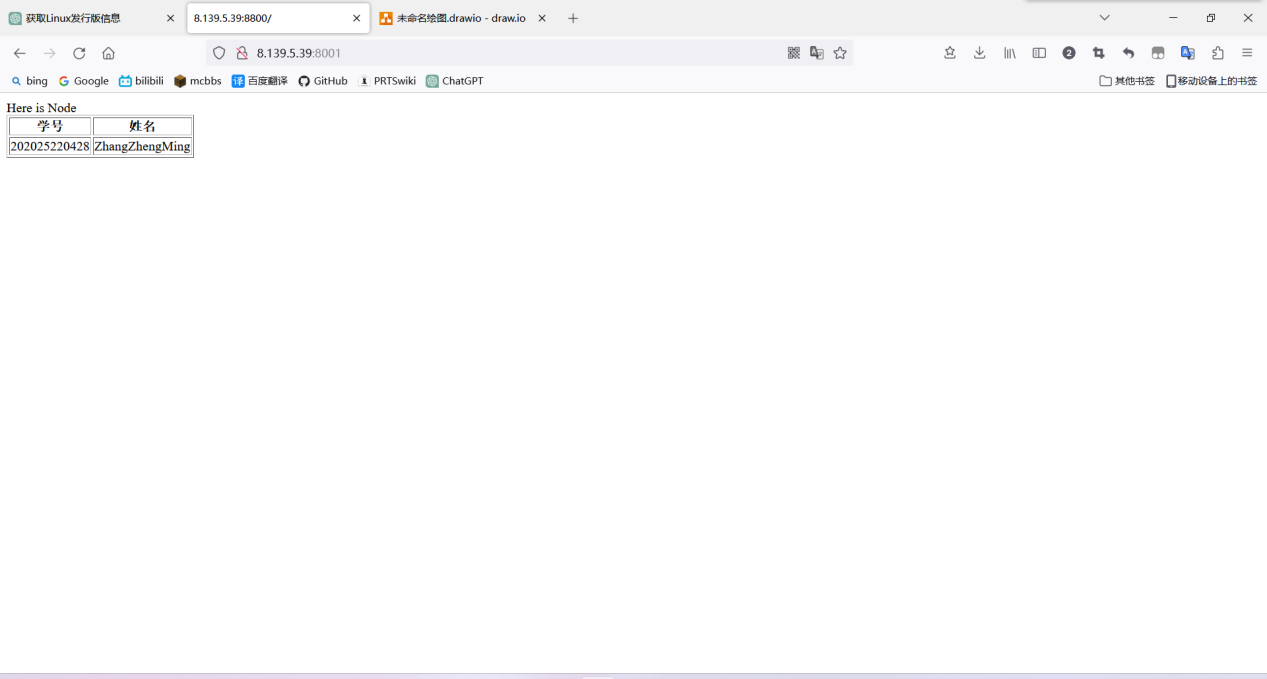 获取Linux发行版信息
8.139.5.39:8800/
未命名绘图.drawio - draw.io
8.139.5.39:8001
2
bing
Google
bilibili
mcbbs
译 百度翻译
GitHub
PRTSwiki
ChatGPT
其他书签
移动设备上的书签
Here is Node
学号 姓名
202025220428 ZhangZhengMing